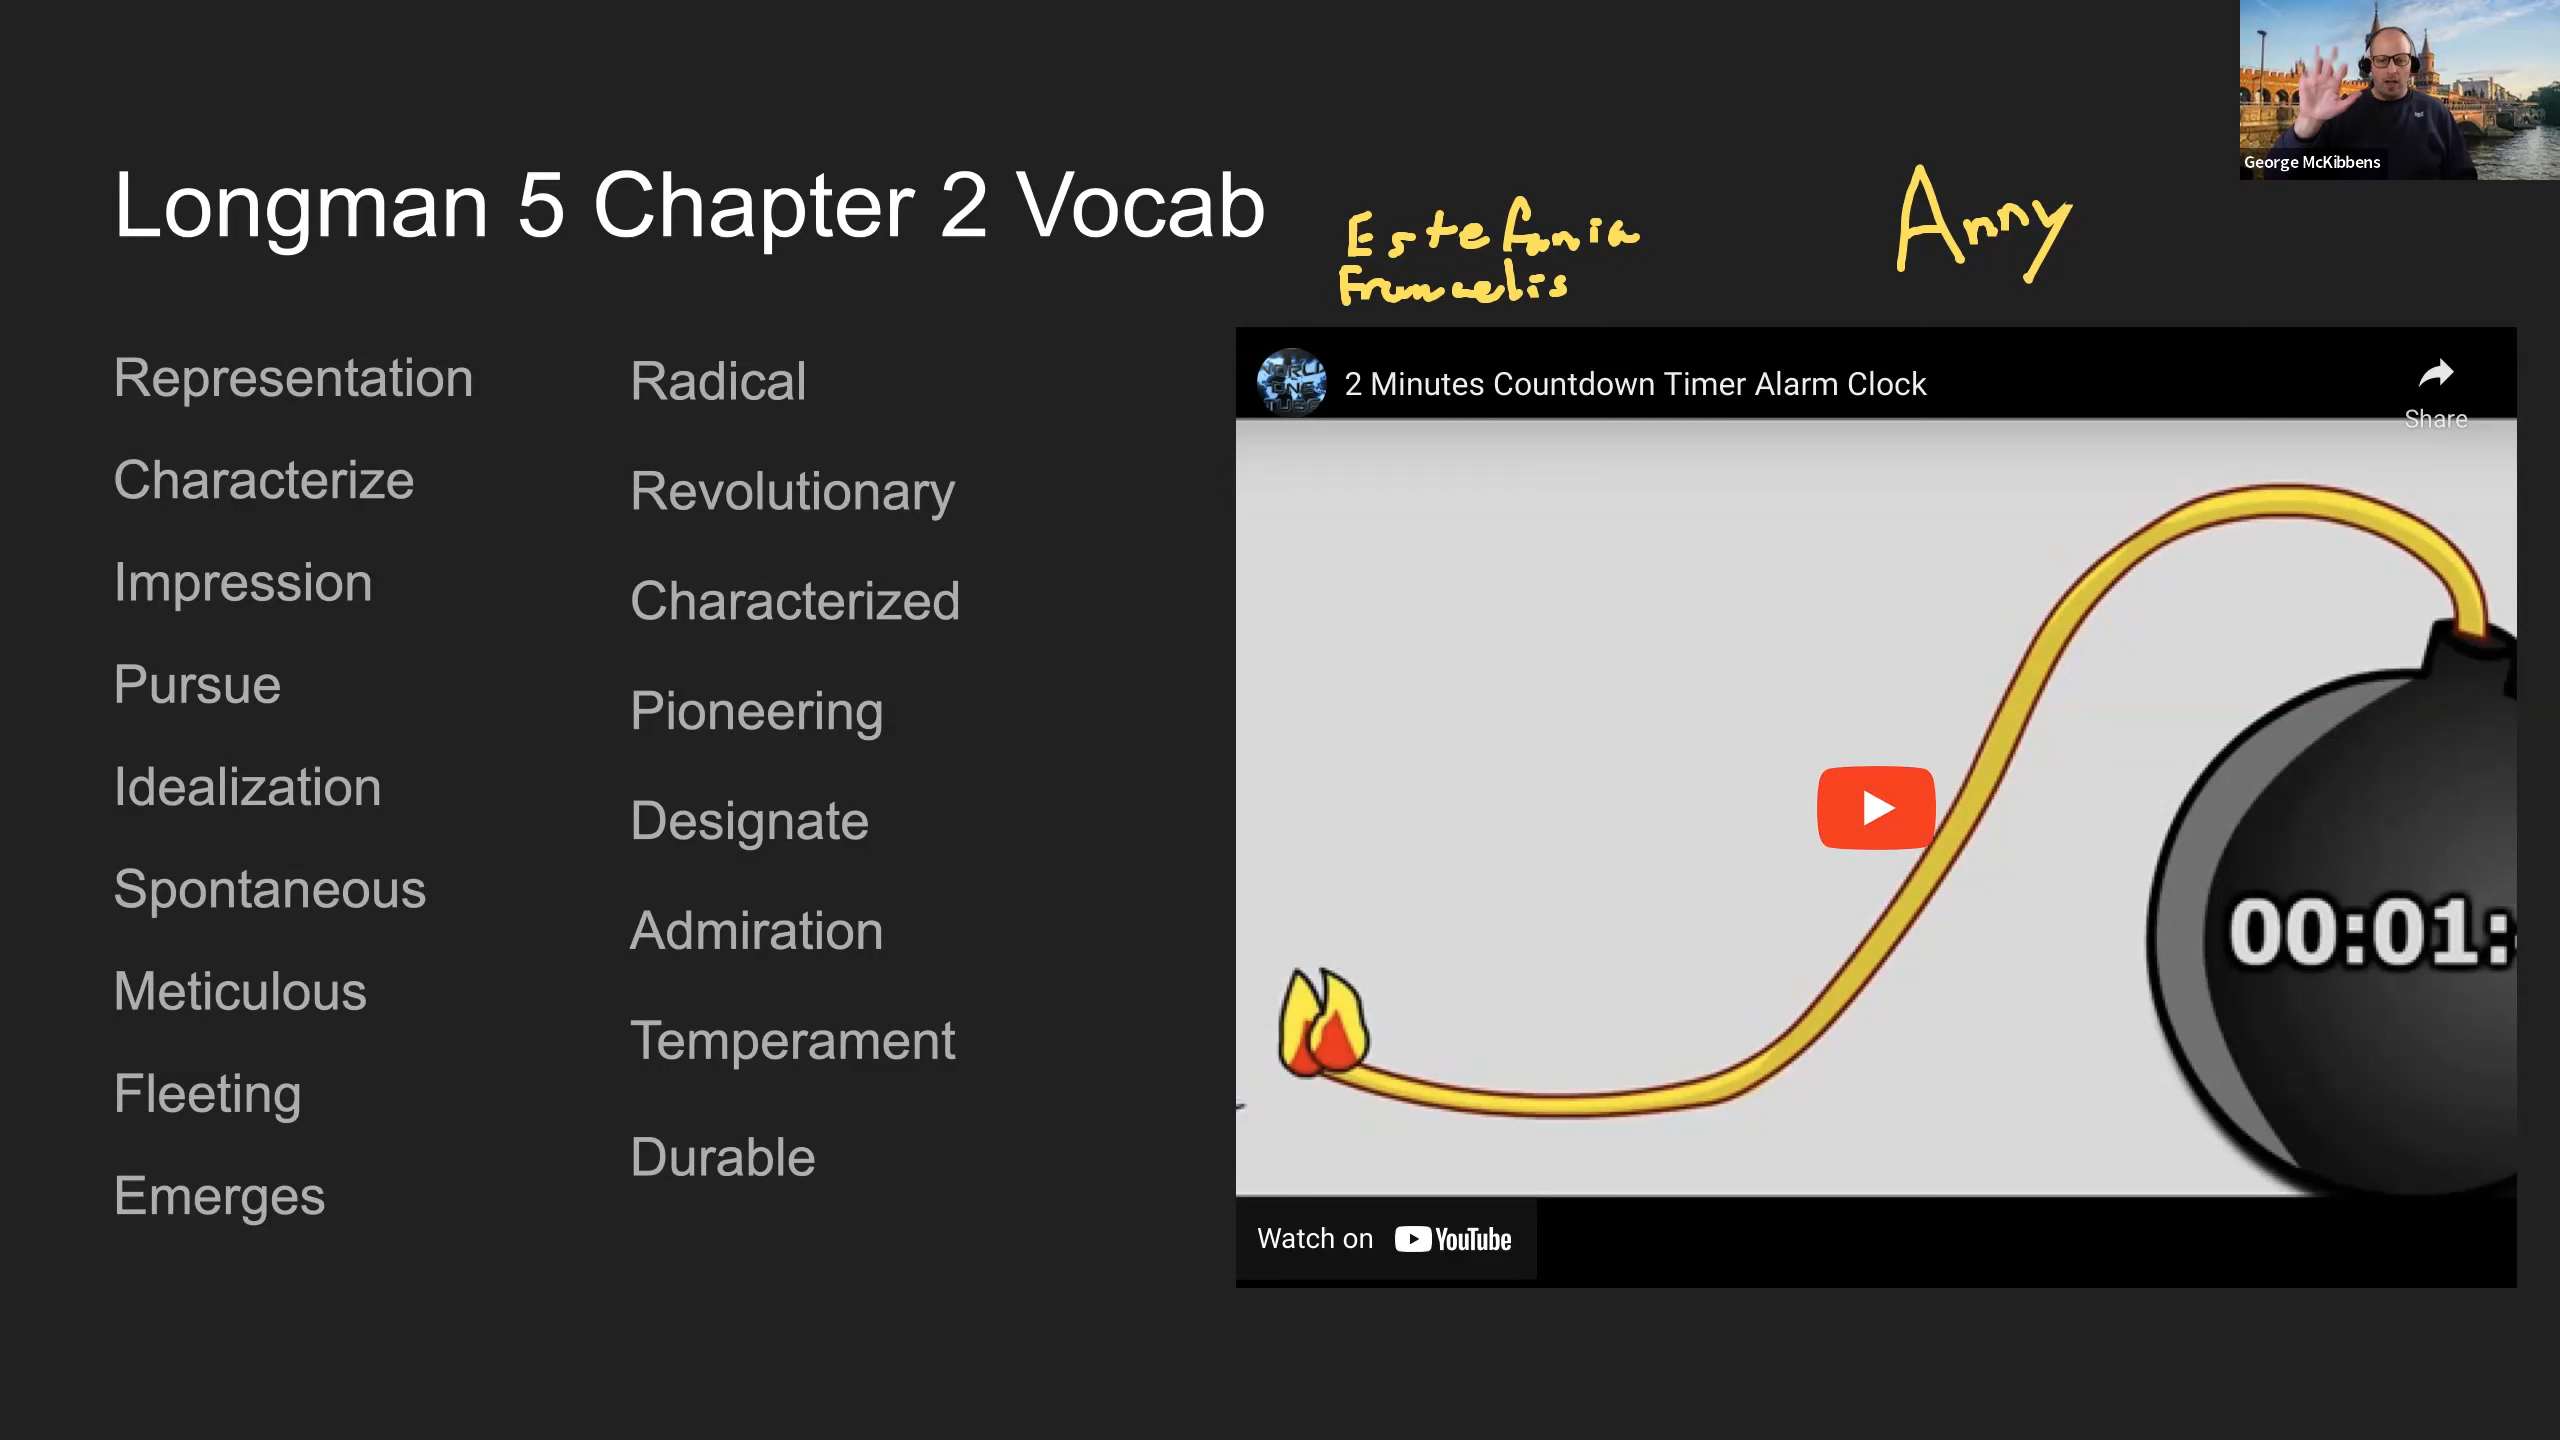 George McKibbens
Longman 5 Chapter 2 Vocab
Estefania
Anny
Representation
Characterize
Impression
Pursue
Idealization
Spontaneous
Meticulous
Fleeting
Emerges
Radical
Revolutionary
Characterized
Pioneering
Designate
Admiration
Temperament
Durable
2 Minutes Countdown Timer Alarm Clock
Share
00:01:
Watch on YouTube